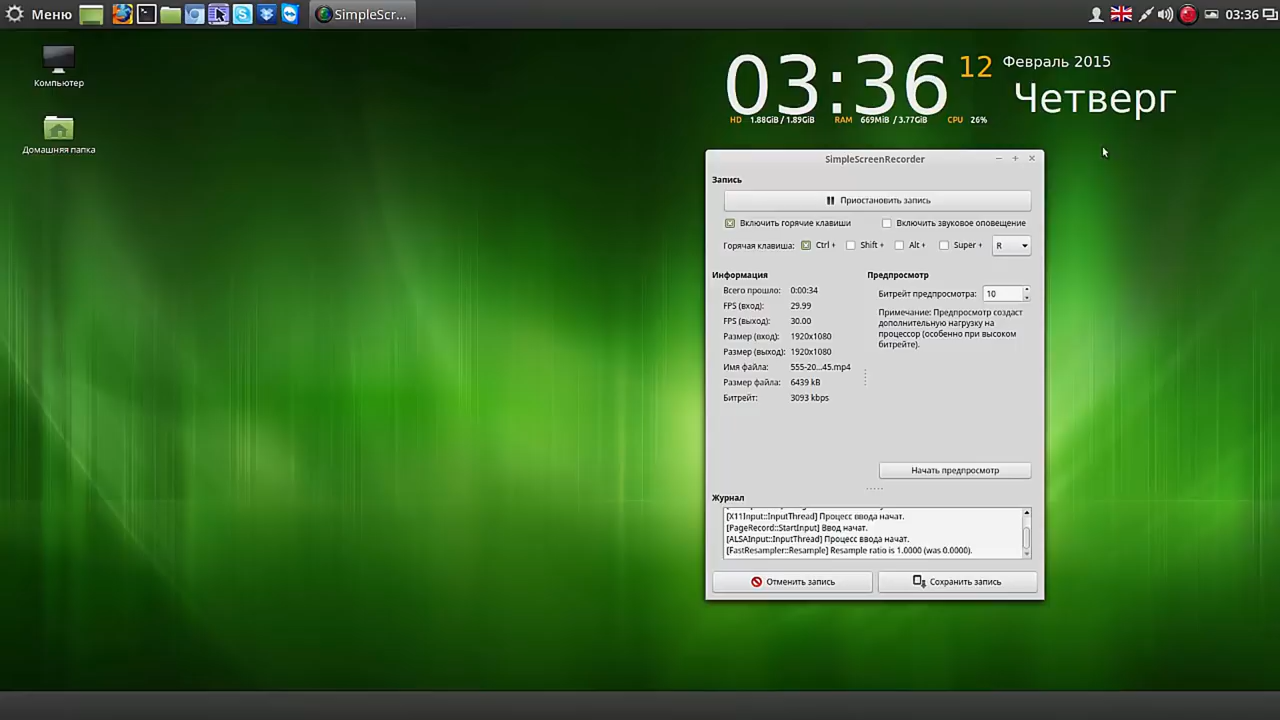 Меню
SimpleScr...
03:36
Компьютер
Домашняя папка
03:36 12 Февраль 2015
Четверг
HD 1.88GiB / 1.89GiB RAM 669MiB / 3.77GiB CPU 26%
SimpleScreenRecorder
Запись
Приостановить запись
Включить горячие клавиши
Включить звуковое оповещение
Горячая клавиша: Ctrl + Shift + Alt + Super + R
Информация
Всего прошло: 0:00:34
FPS (вход): 29.99
FPS (выход): 30.00
Размер (вход): 1920x1080
Размер (выход): 1920x1080
Имя файла: 555-20...45.mp4
Размер файла: 6439 kB
Битрейт: 3093 kbps
Предпросмотр
Битрейт предпросмотра: 10
Примечание: Предпросмотр создаст
дополнительную нагрузку на
процессор (особенно при высоком
битрейте).
Начать предпросмотр
Журнал
[X11Input::InputThread] Процесс ввода начат.
[PageRecord::StartInput] Ввод начат.
[ALSAInput::InputThread] Процесс ввода начат.
[FastResampler::Resample] Resample ratio is 1.0000 (was 0.0000).
Отменить запись
Сохранить запись